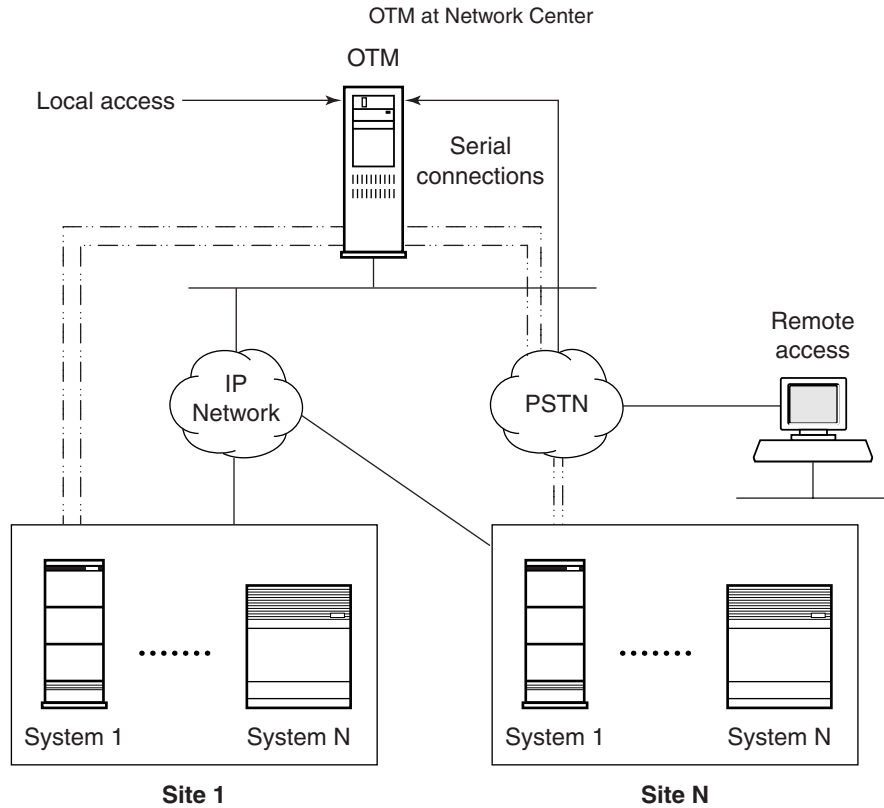 OTM at Network Center
OTM
Local access
Serial
connections
Remote
access
IP
Network
PSTN
System 1
System N
System 1
System N
Site 1
Site N